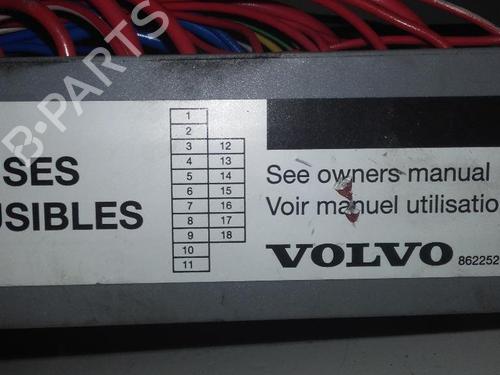 B-PARTS
SES
USIBLES
1
2
3 12
4 13
5 14
6 15
7 16
8 17
9 18
10
11
See owners manual
Voir manuel utilisatio
VOLVO
862252